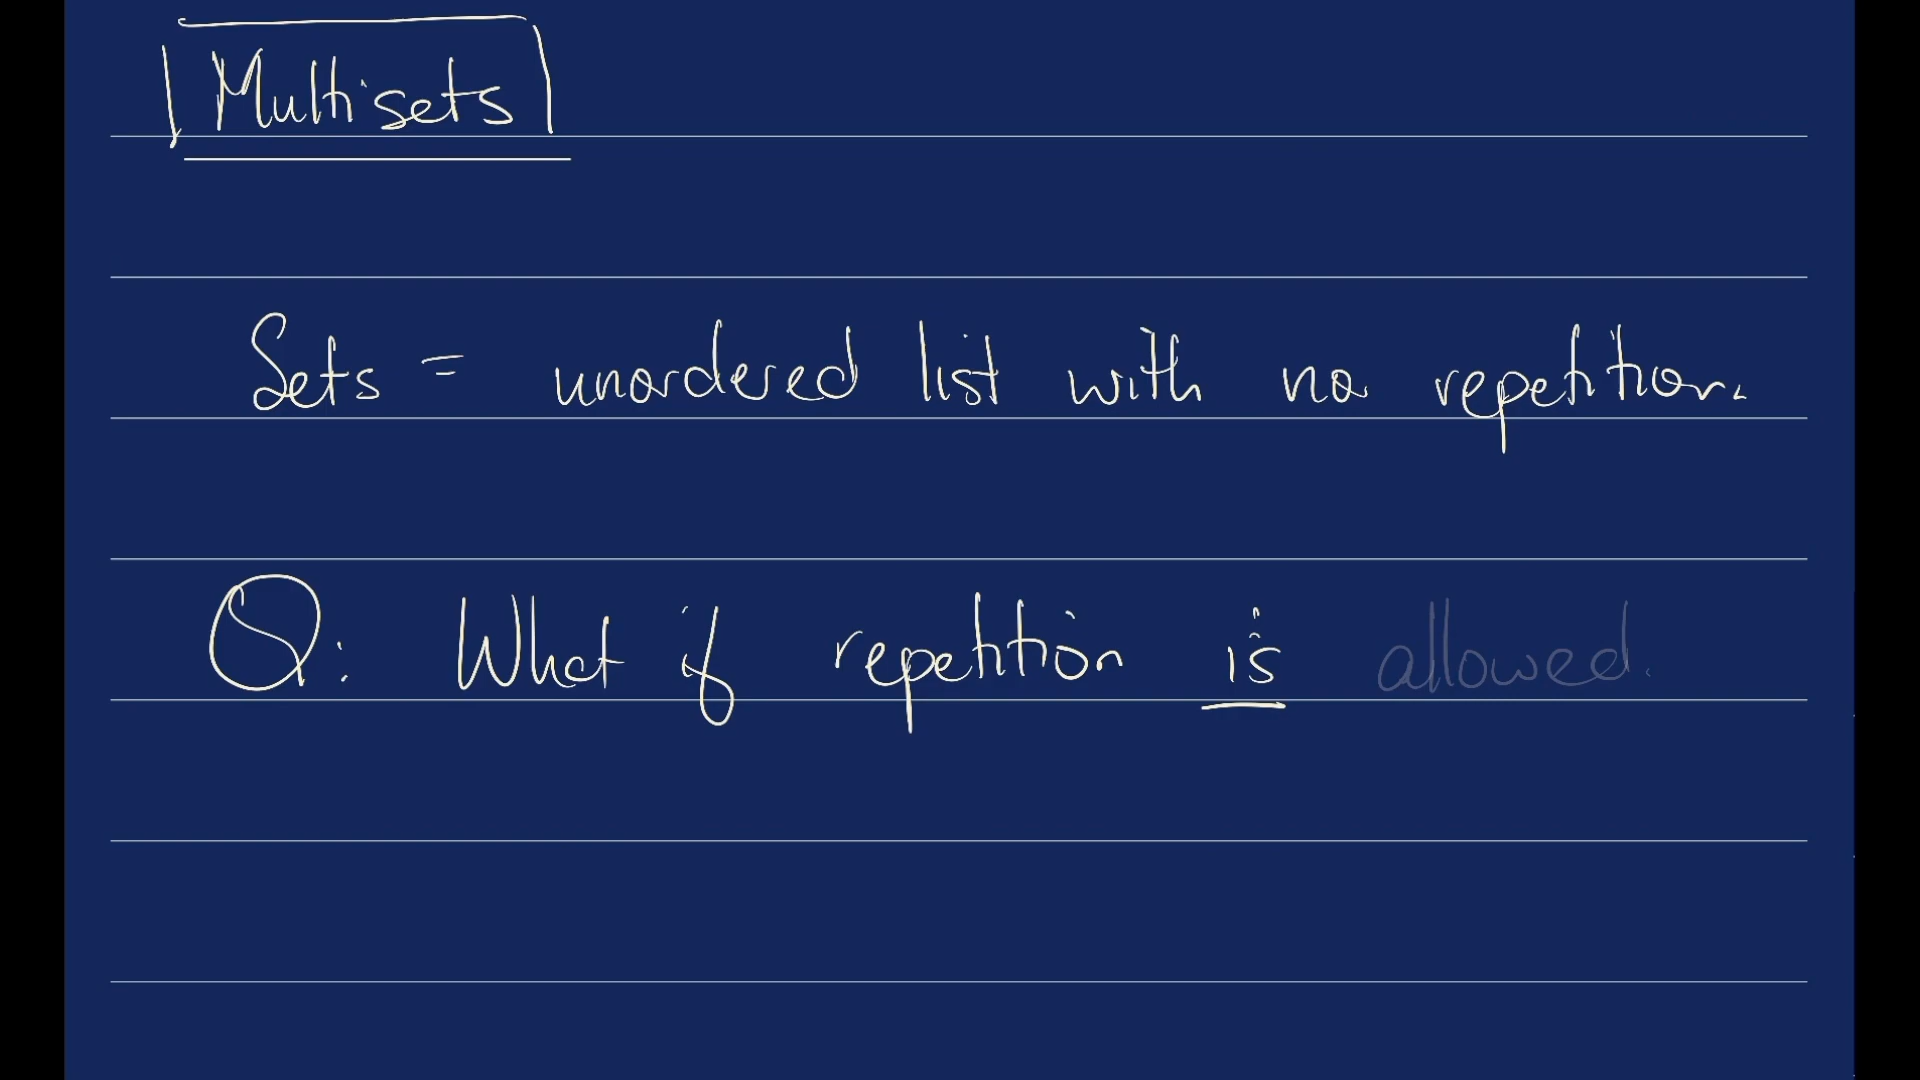 Multisets
Sets = unordered list with no repetition.
Q: What if repetition is allowed.